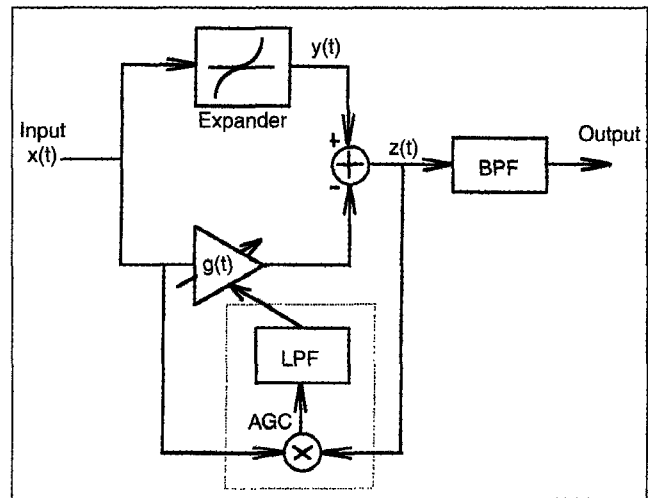 y(t)
Expander
Input
x(t)
+
z(t)
Output
BPF
-
g(t)
LPF
AGC